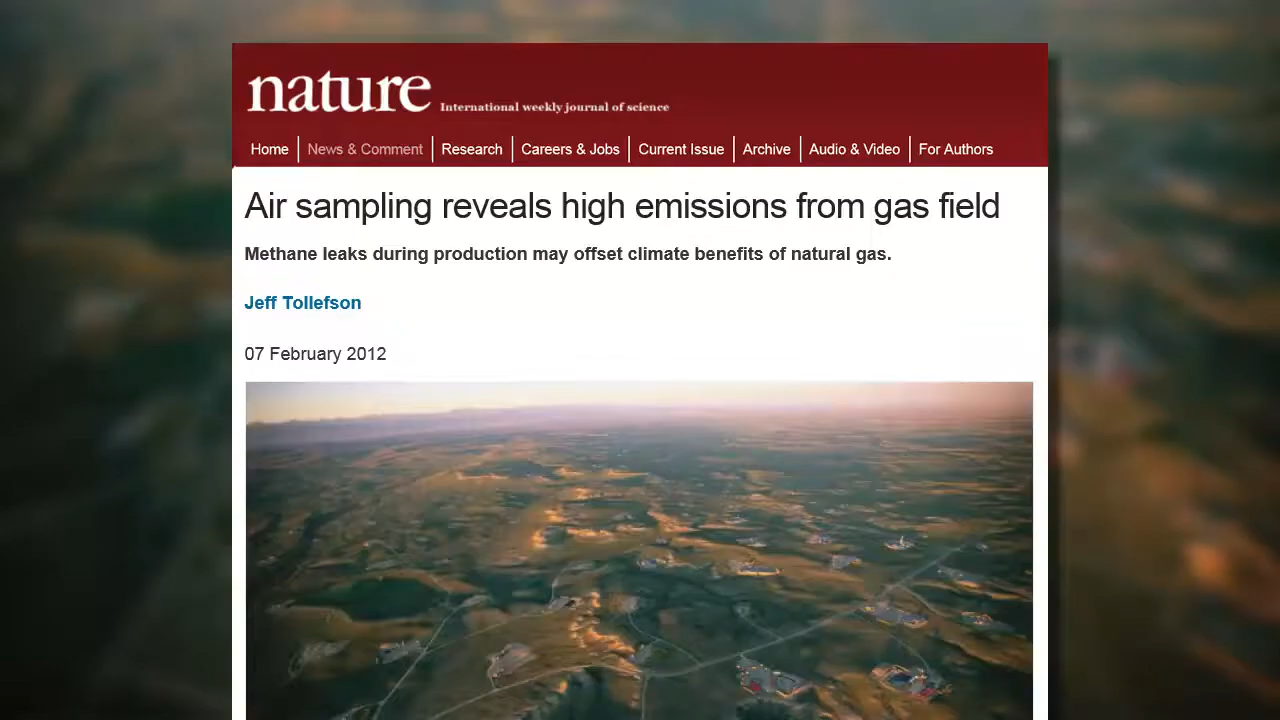 nature International weekly journal of science
Home News & Comment Research Careers & Jobs Current Issue Archive Audio & Video For Authors
Air sampling reveals high emissions from gas field
Methane leaks during production may offset climate benefits of natural gas.
Jeff Tollefson
07 February 2012